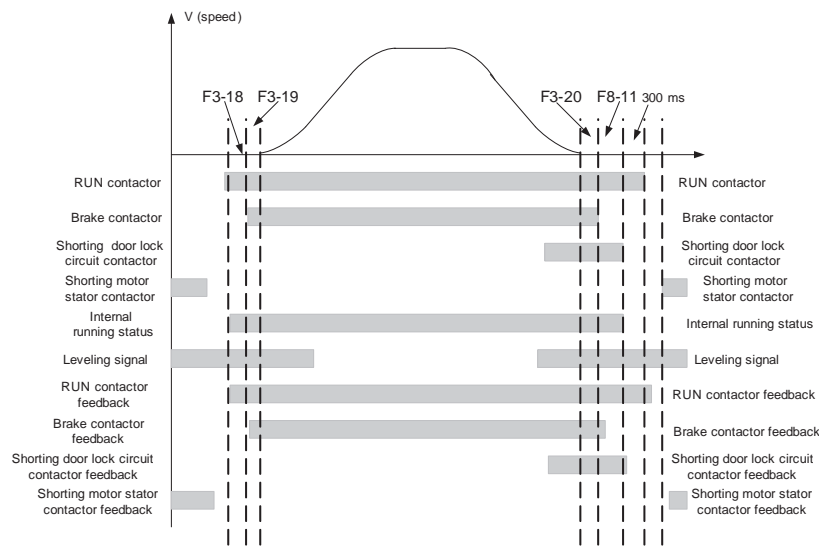 V (speed)
F3-18 F3-19
F3-20 F8-11 300 ms
RUN contactor
RUN contactor
Brake contactor
Brake contactor
Shorting door lock
circuit contactor
Shorting door lock
circuit contactor
Shorting motor
stator contactor
Shorting motor
stator contactor
Internal
running status
Internal running status
Leveling signal
Leveling signal
RUN contactor
feedback
RUN contactor feedback
Brake contactor
feedback
Brake contactor feedback
Shorting door lock circuit
contactor feedback
Shorting door lock circuit
contactor feedback
Shorting motor stator
contactor feedback
Shorting motor stator
contactor feedback